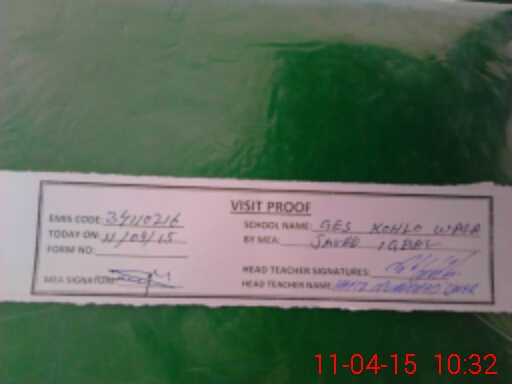 VISIT PROOF
EMIS CODE: 34110216
SCHOOL NAME: GES KOHLO WALA
TODAY ON: 11/04/15
BY MEA: JAVED IQBAL
FORM NO:
HEAD TEACHER SIGNATURES:
MEA SIGNATURE
HEAD TEACHER NAME:
11-04-15 10:32